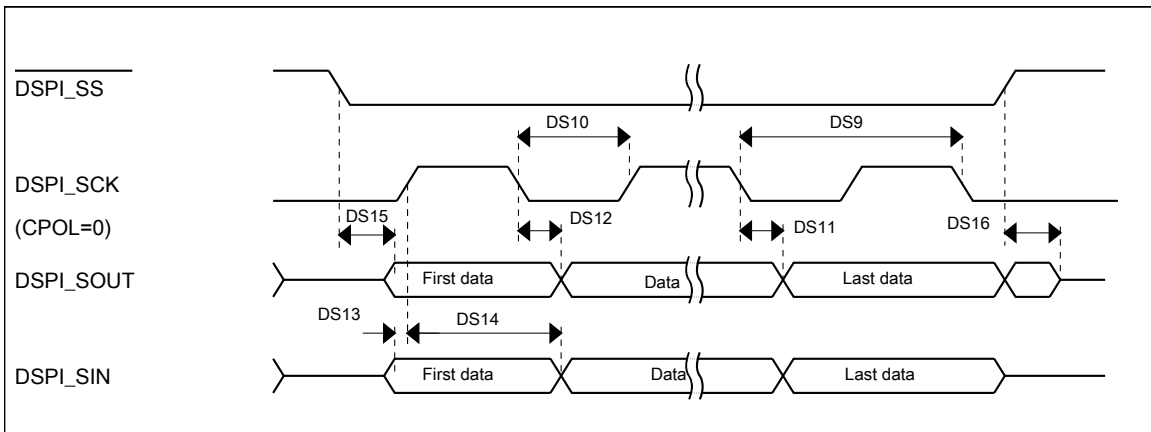 DSPI_SS
DS10
DS9
DSPI_SCK
(CPOL=0)
DS15
DS12
DS11
DS16
DSPI_SOUT
First data
Data
Last data
DS13
DS14
DSPI_SIN
First data
Data
Last data